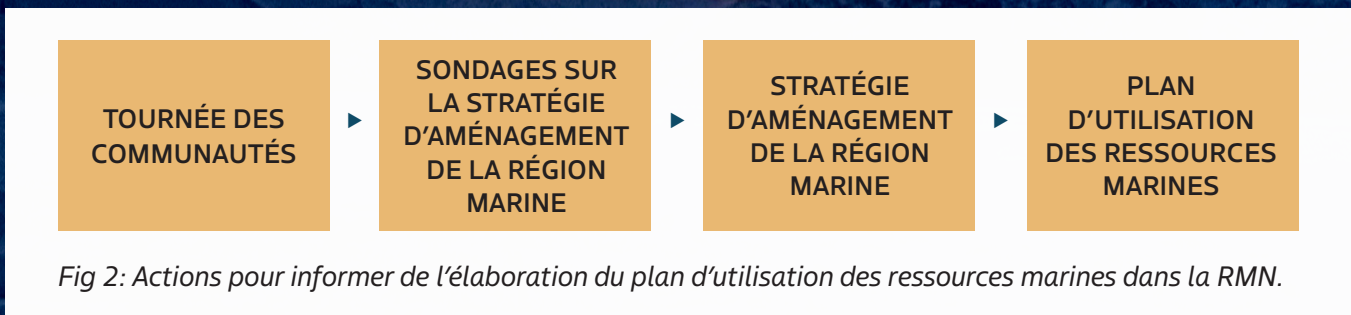 TOURNÉE DES
COMMUNAUTÉS
SONDAGES SUR
LA STRATÉGIE
D'AMÉNAGEMENT
DE LA RÉGION
MARINE
STRATÉGIE
D'AMÉNAGEMENT
DE LA RÉGION
MARINE
PLAN
D'UTILISATION
DES RESSOURCES
MARINES
Fig 2: Actions pour informer de l'élaboration du plan d'utilisation des ressources marines dans la RMN.